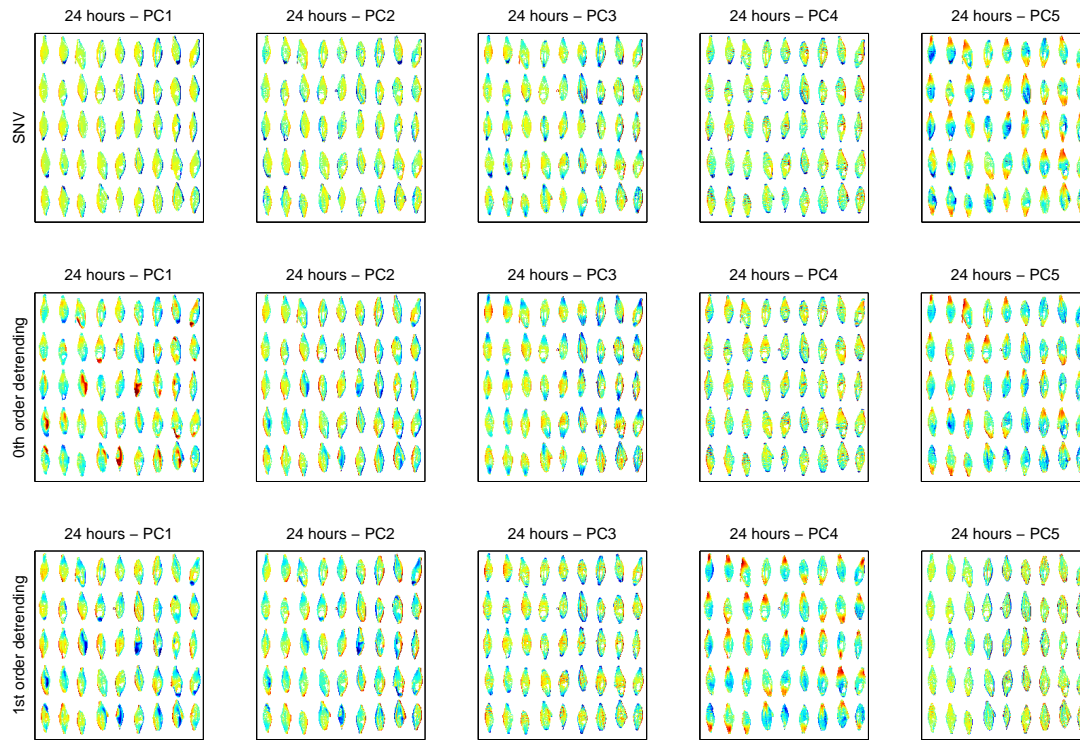 24 hours − PC1
24 hours − PC2
24 hours − PC3
24 hours − PC4
24 hours − PC5
SNV
24 hours − PC1
24 hours − PC2
24 hours − PC3
24 hours − PC4
24 hours − PC5
0th order detrending
24 hours − PC1
24 hours − PC2
24 hours − PC3
24 hours − PC4
24 hours − PC5
1st order detrending